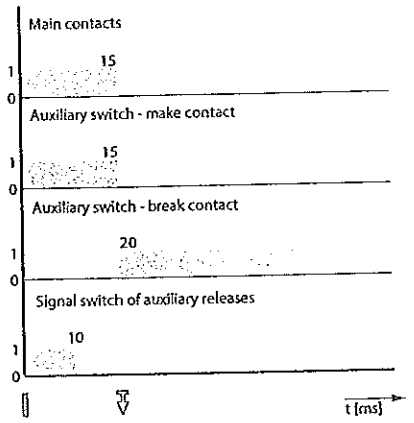 Main contacts
15
1
0
Auxiliary switch - make contact
15
1
0
Auxiliary switch - break contact
20
1
0
Signal switch of auxiliary releases
10
1
0
t [ms]